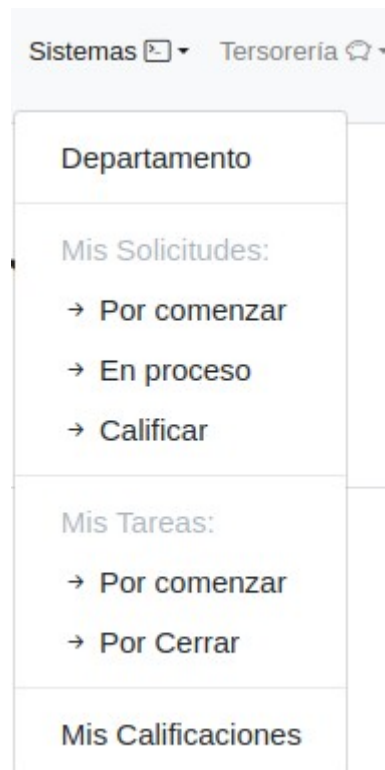 Sistemas Tersorería
Departamento
Mis Solicitudes:
→ Por comenzar
→ En proceso
→ Calificar
Mis Tareas:
→ Por comenzar
→ Por Cerrar
Mis Calificaciones